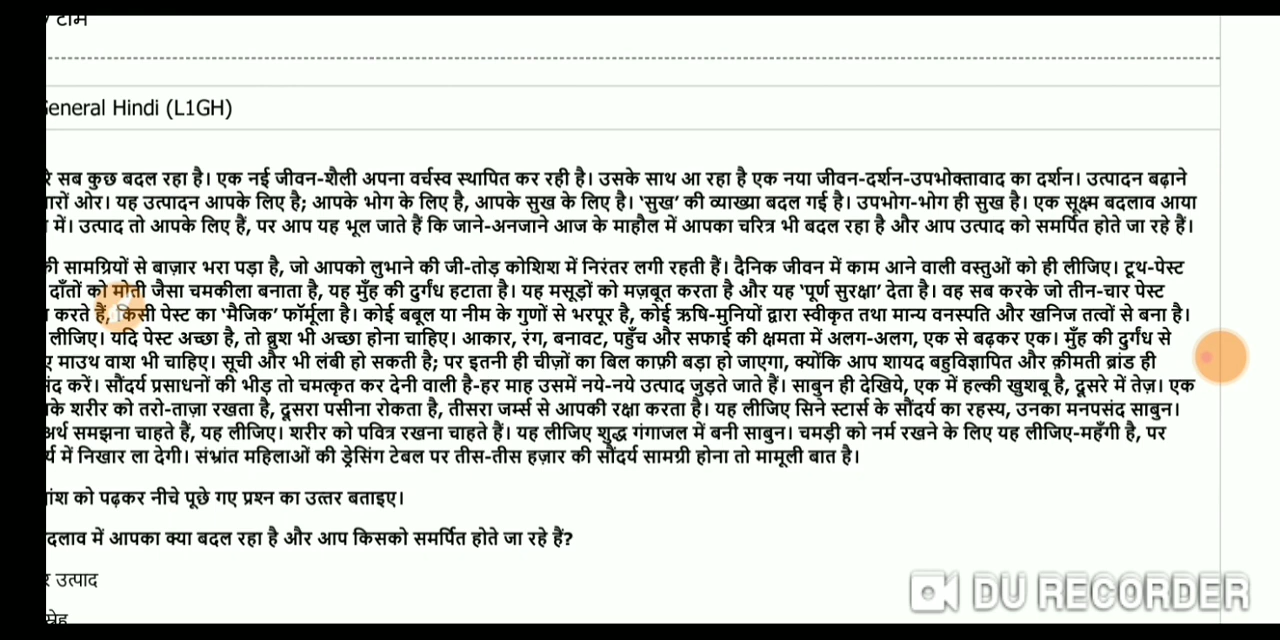 टीम
General Hindi (L1GH)
सब कुछ बदल रहा है। एक नई जीवन-शैली अपना वर्चस्व स्थापित कर रही है। उसके साथ आ रहा है एक नया जीवन-दर्शन-उपभोक्तावाद का दर्शन। उत्पादन बढ़ाने
ारों ओर। यह उत्पादन आपके लिए है; आपके भोग के लिए है, आपके सुख के लिए है। 'सुख' की व्याख्या बदल गई है। उपभोग-भोग ही सुख है। एक सूक्ष्म बदलाव आया
में। उत्पाद तो आपके लिए हैं, पर आप यह भूल जाते हैं कि जाने-अनजाने आज के माहौल में आपका चरित्र भी बदल रहा है और आप उत्पाद को समर्पित होते जा रहे हैं।
की सामग्रियों से बाज़ार भरा पड़ा है, जो आपको लुभाने की जी-तोड़ कोशिश में निरंतर लगी रहती हैं। दैनिक जीवन में काम आने वाली वस्तुओं को ही लीजिए। टूथ-पेस्ट
दाँतों को मोती जैसा चमकीला बनाता है, यह मुँह की दुर्गंध हटाता है। यह मसूड़ों को मज़बूत करता है और यह 'पूर्ण सुरक्षा' देता है। वह सब करके जो तीन-चार पेस्ट
करते हैं, किसी पेस्ट का 'मैजिक' फॉर्मूला है। कोई बबूल या नीम के गुणों से भरपूर है, कोई ऋषि-मुनियों द्वारा स्वीकृत तथा मान्य वनस्पति और खनिज तत्वों से बना है।
लीजिए। यदि पेस्ट अच्छा है, तो ब्रुश भी अच्छा होना चाहिए। आकार, रंग, बनावट, पहुँच और सफाई की क्षमता में अलग-अलग, एक से बढ़कर एक। मुँह की दुर्गंध से
माउथ वाश भी चाहिए। सूची और भी लंबी हो सकती है; पर इतनी ही चीज़ों का बिल काफ़ी बड़ा हो जाएगा, क्योंकि आप शायद बहुविज्ञापित और क़ीमती ब्रांड ही
ंद करें। सौंदर्य प्रसाधनों की भीड़ तो चमत्कृत कर देनी वाली है-हर माह उसमें नये-नये उत्पाद जुड़ते जाते हैं। साबुन ही देखिये, एक में हल्की खुशबू है, दूसरे में तेज़। एक
के शरीर को तरो-ताज़ा रखता है, दूसरा पसीना रोकता है, तीसरा जर्म्स से आपकी रक्षा करता है। यह लीजिए सिने स्टार्स के सौंदर्य का रहस्य, उनका मनपसंद साबुन।
अर्थ समझना चाहते हैं, यह लीजिए। शरीर को पवित्र रखना चाहते हैं। यह लीजिए शुद्ध गंगाजल में बनी साबुन। चमड़ी को नर्म रखने के लिए यह लीजिए-महँगी है, पर
र्य में निखार ला देगी। संभ्रांत महिलाओं की ड्रेसिंग टेबल पर तीस-तीस हज़ार की सौंदर्य सामग्री होना तो मामूली बात है।
ांश को पढ़कर नीचे पूछे गए प्रश्न का उत्तर बताइए।
दलाव में आपका क्या बदल रहा है और आप किसको समर्पित होते जा रहे हैं?
र उत्पाद
DU RECORDER